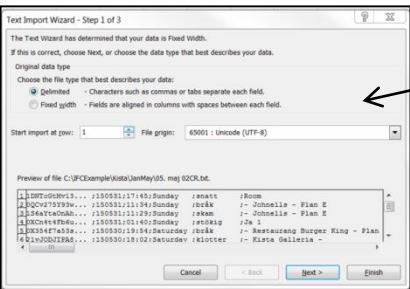 Text Import Wizard - Step 1 of 3
The Text Wizard has determined that your data is Fixed Width.
If this is correct, choose Next, or choose the data type that best describes your data.
Original data type
Choose the file type that best describes your data:
Delimited - Characters such as commas or tabs separate each field.
Fixed width - Fields are aligned in columns with spaces between each field.
Start import at row: 1 File origin: 65001 : Unicode (UTF-8)
Preview of file C:\IFCExample\Kista\JanMay\05. maj 02CR.txt.
1 ;150531;17:45;Sunday ;snatt ;Room
2 ;150531;11:34;Sunday ;bråk ;- Johnells - Plan E
3 ;150531;11:29;Sunday ;skam ;- Johnells - Plan E
4 ;150531;01:40;Sunday ;stökig ;Ja 1
5 ;150530;19:54;Saturday ;bråk ;- Restaurang Burger King - Plan
6 ;150530;18:02;Saturday ;klotter ;- Kista Galleria -
Cancel < Back Next > Finish